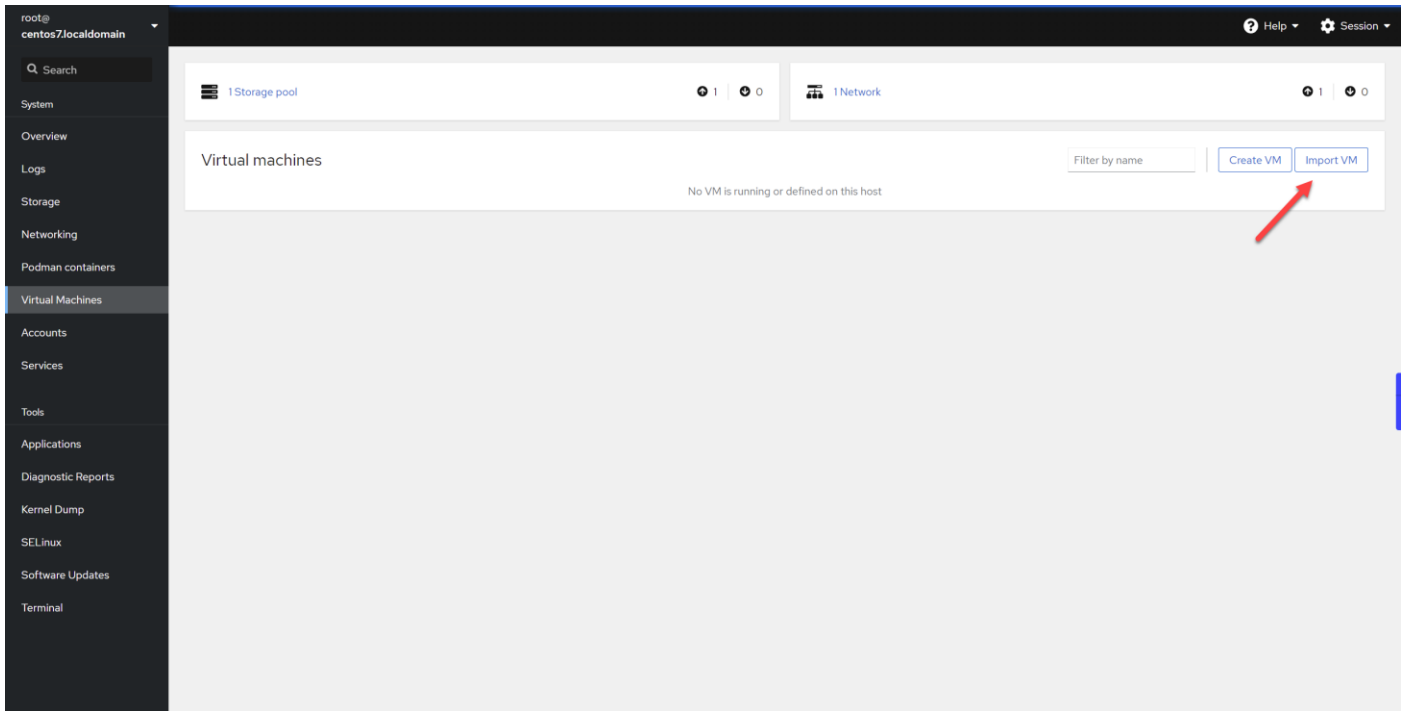 root@
centos7.localdomain
Help
Session
Search
System
Overview
Logs
Storage
Networking
Podman containers
Virtual Machines
Accounts
Services
Tools
Applications
Diagnostic Reports
Kernel Dump
SELinux
Software Updates
Terminal
1 Storage pool 1 0
1 Network 1 0
Virtual machines
Filter by name
Create VM
Import VM
No VM is running or defined on this host